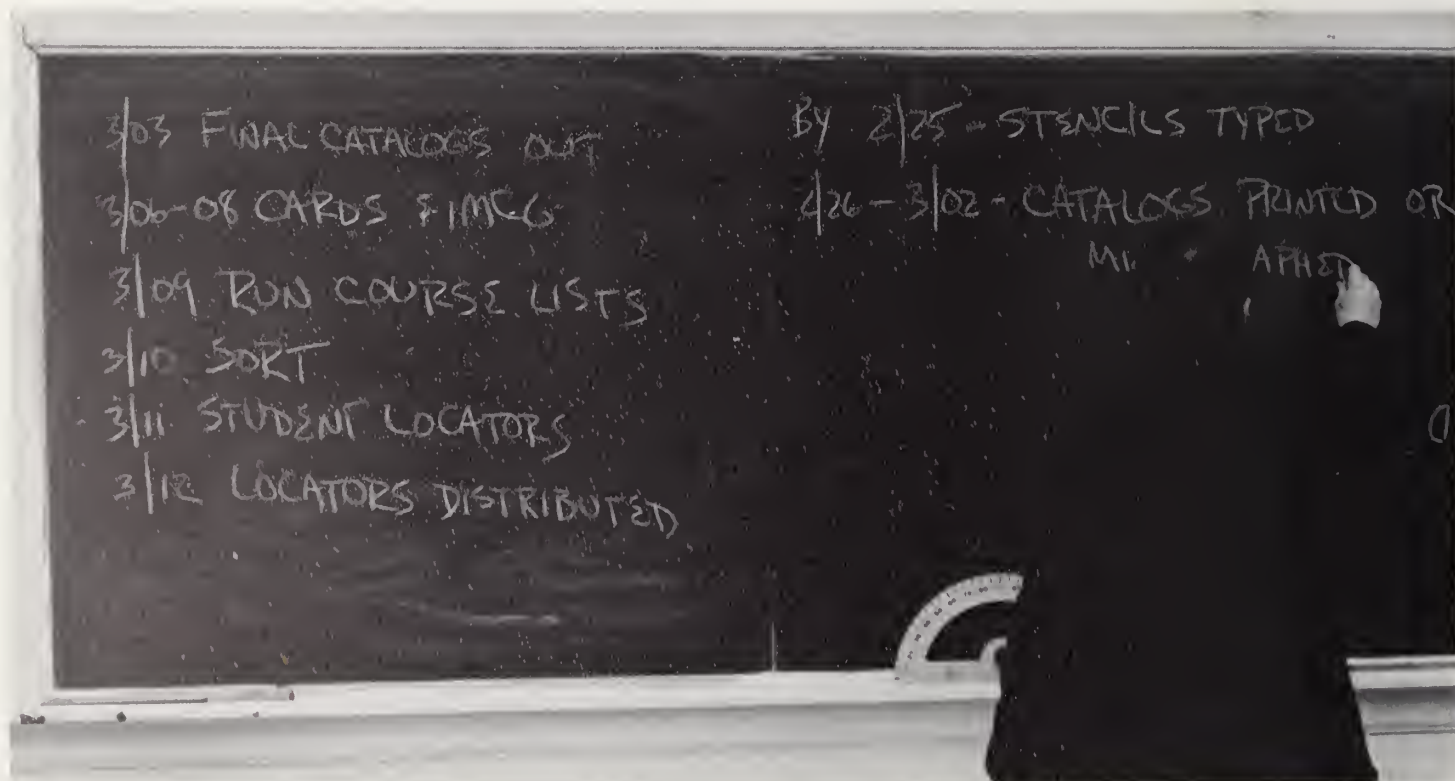 3/03 FINAL CATALOGS OUT
3/06-08 CARDS & IMCG
3/09 RUN COURSE LISTS
3/10 SORT
3/11 STUDENT LOCATORS
3/12 LOCATORS DISTRIBUTED
BY 2/25 - STENCILS TYPED
2/26 - 3/02 - CATALOGS PRINTED OR